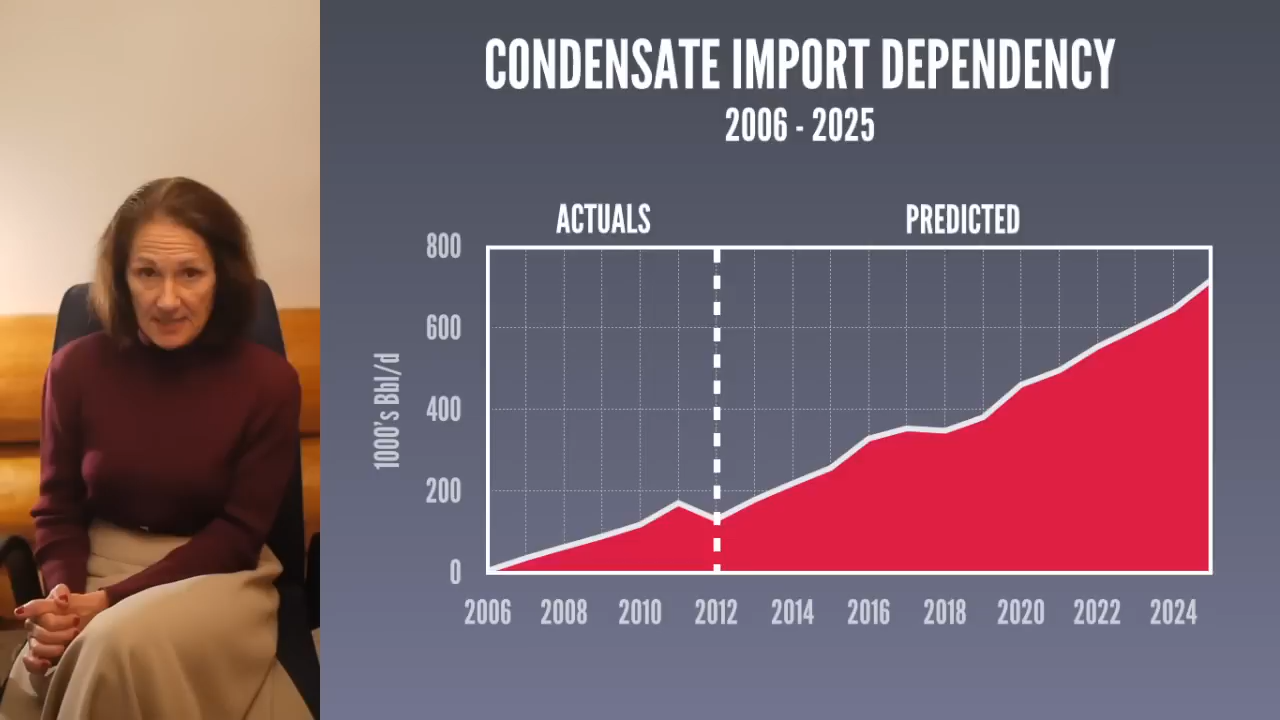 CONDENSATE IMPORT DEPENDENCY
2006 - 2025
ACTUALS
PREDICTED
800
600
400
200
0
1000's Bbl/d
2006 2008 2010 2012 2014 2016 2018 2020 2022 2024